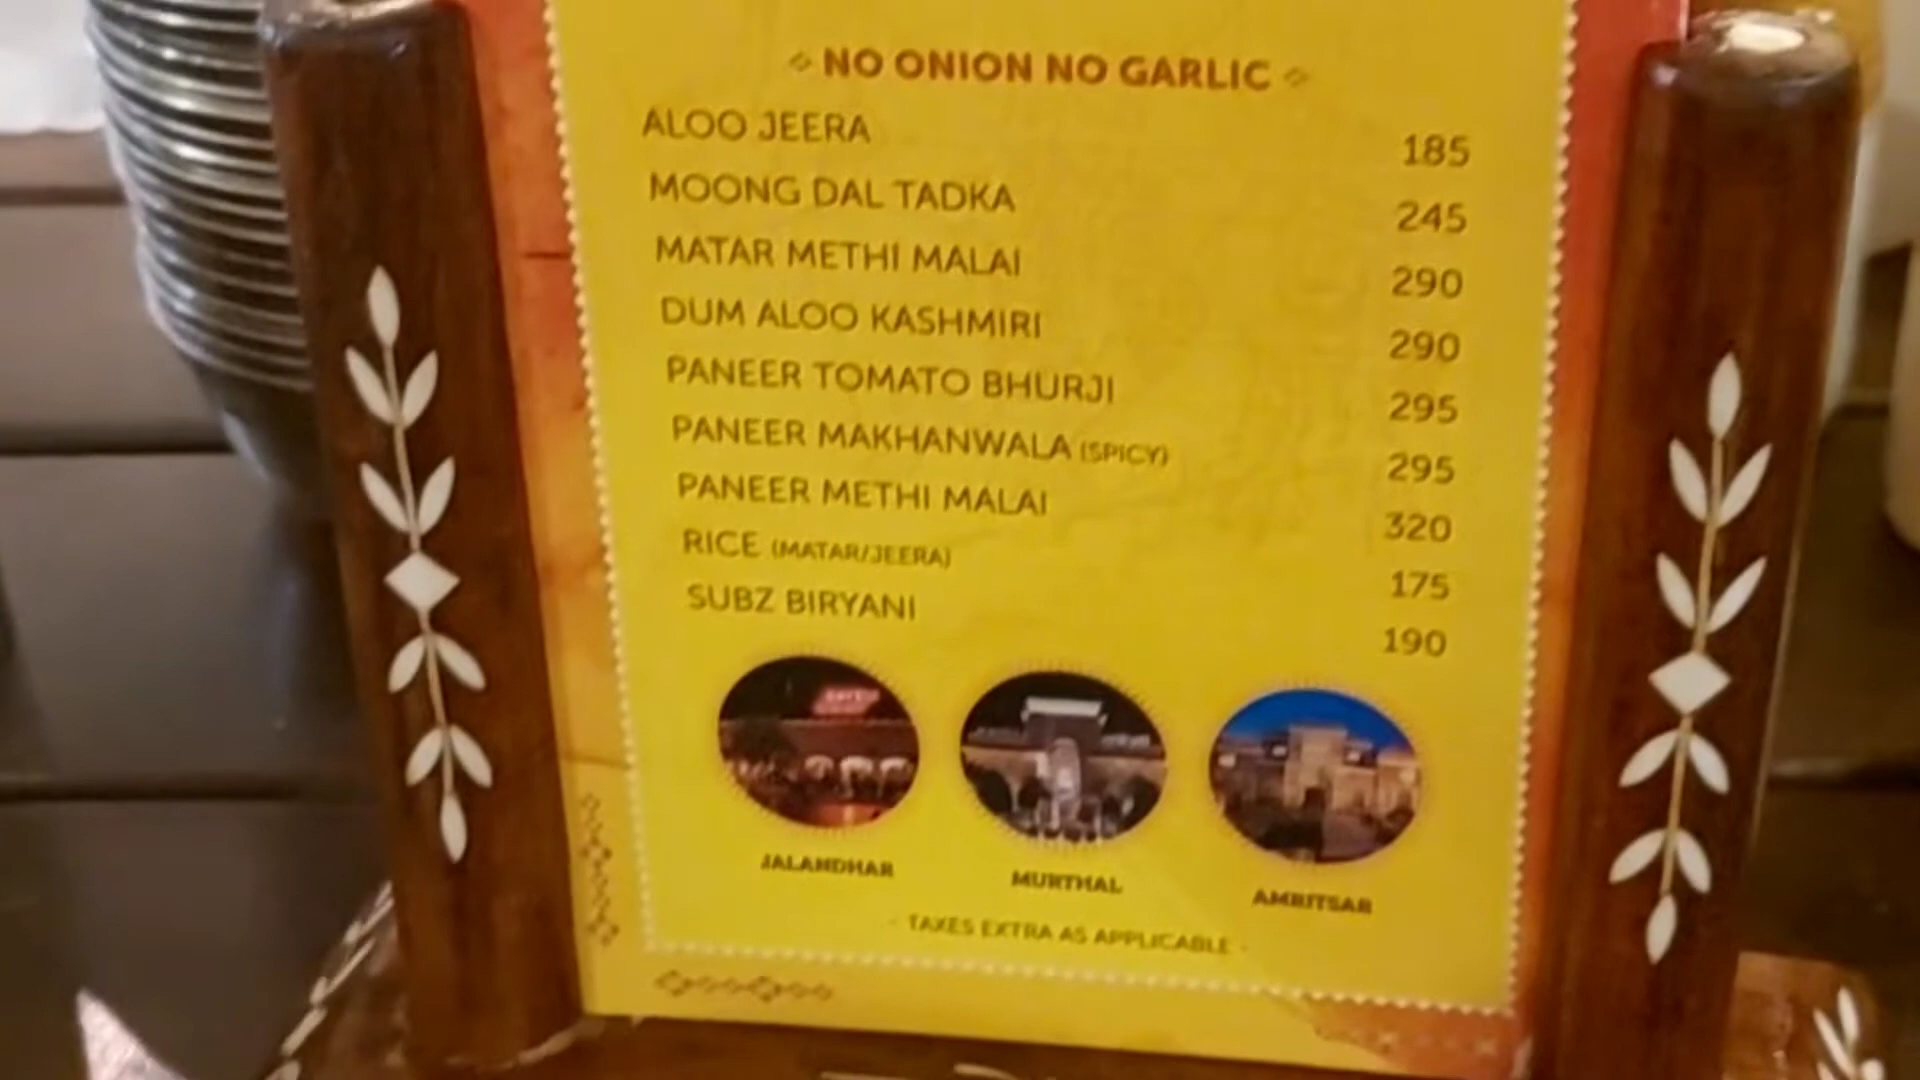 NO ONION NO GARLIC
ALOO JEERA 185
MOONG DAL TADKA 245
MATAR METHI MALAI 290
DUM ALOO KASHMIRI 290
PANEER TOMATO BHURJI 295
PANEER MAKHANWALA (SPICY) 295
PANEER METHI MALAI 320
RICE (MATAR/JEERA) 175
SUBZ BIRYANI 190
JALANDHAR MURTHAL AMRITSAR
- TAXES EXTRA AS APPLICABLE -